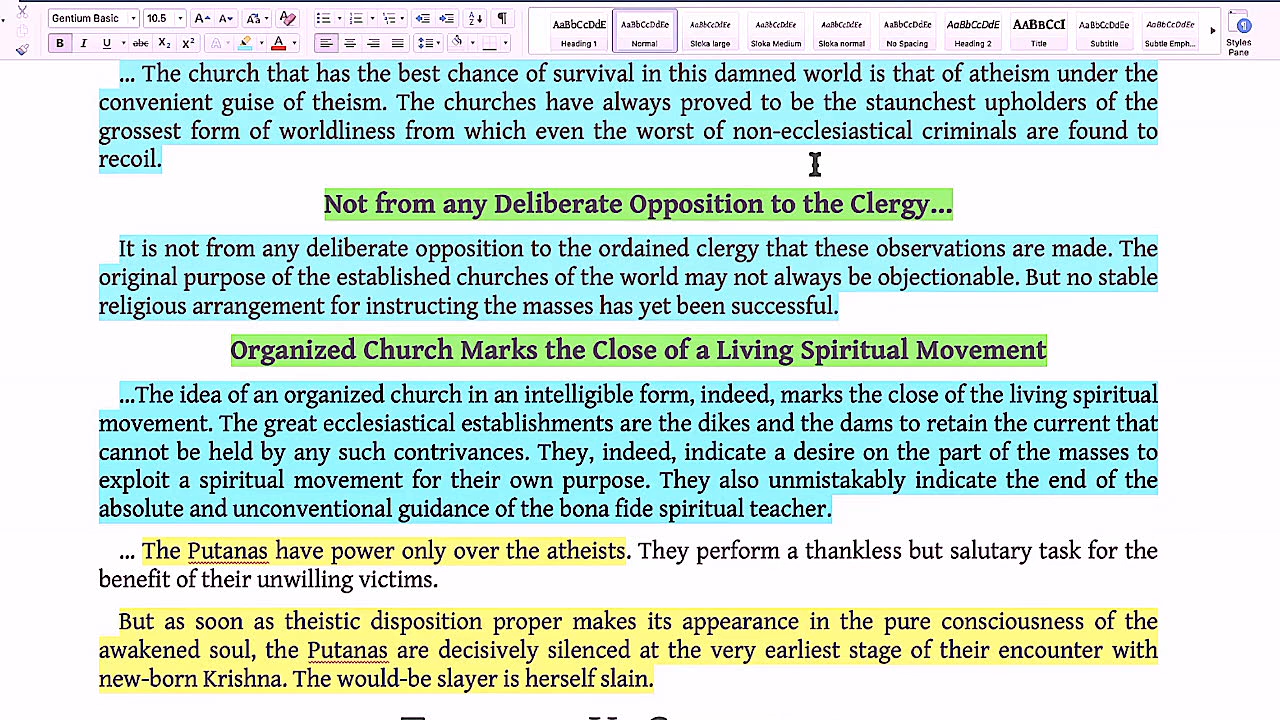 Gentium Basic
10.5
AaBbCcDdE
AaBbCcDdEe
AaBbCcDdEe
AaBbCcDdEe
AaBbCcDdEe
AaBbCcDdEe
AaBbCcDdE
AaBbCcI
AaBbCcDdEe
AaBbCcDdEe
Heading 1
Normal
Sloka large
Sloka Medium
Sloka normal
No Spacing
Heading 2
Title
Subtitle
Subtle Emph...
Styles
Pane
B I U abc X₂ X²
... The church that has the best chance of survival in this damned world is that of atheism under the
convenient guise of theism. The churches have always proved to be the staunchest upholders of the
grossest form of worldliness from which even the worst of non-ecclesiastical criminals are found to
recoil.
Not from any Deliberate Opposition to the Clergy...
It is not from any deliberate opposition to the ordained clergy that these observations are made. The
original purpose of the established churches of the world may not always be objectionable. But no stable
religious arrangement for instructing the masses has yet been successful.
Organized Church Marks the Close of a Living Spiritual Movement
...The idea of an organized church in an intelligible form, indeed, marks the close of the living spiritual
movement. The great ecclesiastical establishments are the dikes and the dams to retain the current that
cannot be held by any such contrivances. They, indeed, indicate a desire on the part of the masses to
exploit a spiritual movement for their own purpose. They also unmistakably indicate the end of the
absolute and unconventional guidance of the bona fide spiritual teacher.
... The Putanas have power only over the atheists. They perform a thankless but salutary task for the
benefit of their unwilling victims.
But as soon as theistic disposition proper makes its appearance in the pure consciousness of the
awakened soul, the Putanas are decisively silenced at the very earliest stage of their encounter with
new-born Krishna. The would-be slayer is herself slain.